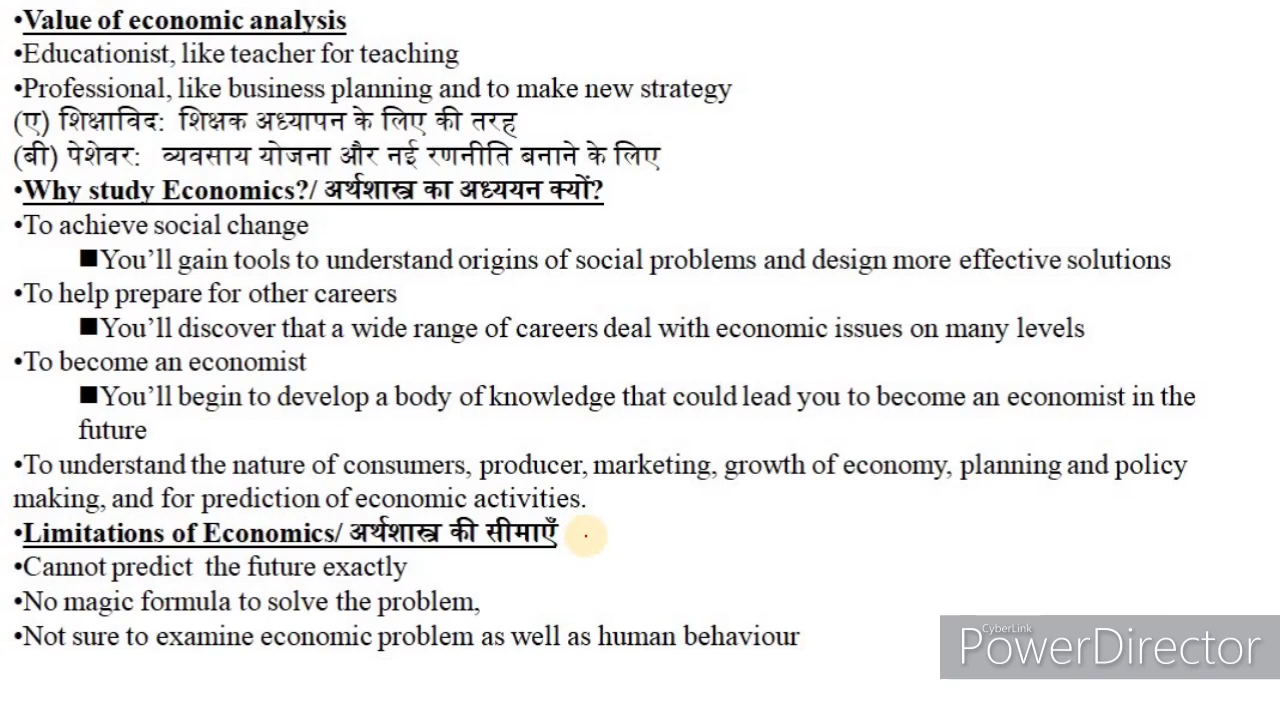 •Value of economic analysis
•Educationist, like teacher for teaching
•Professional, like business planning and to make new strategy
(ए) शिक्षाविद: शिक्षक अध्यापन के लिए की तरह
(बी) पेशेवर: व्यवसाय योजना और नई रणनीति बनाने के लिए
•Why study Economics?/ अर्थशास्त्र का अध्ययन क्यों?
•To achieve social change
■You’ll gain tools to understand origins of social problems and design more effective solutions
•To help prepare for other careers
■You’ll discover that a wide range of careers deal with economic issues on many levels
•To become an economist
■You’ll begin to develop a body of knowledge that could lead you to become an economist in the
future
•To understand the nature of consumers, producer, marketing, growth of economy, planning and policy
making, and for prediction of economic activities.
•Limitations of Economics/ अर्थशास्त्र की सीमाएँ
•Cannot predict the future exactly
•No magic formula to solve the problem,
•Not sure to examine economic problem as well as human behaviour
CyberLink
PowerDirector